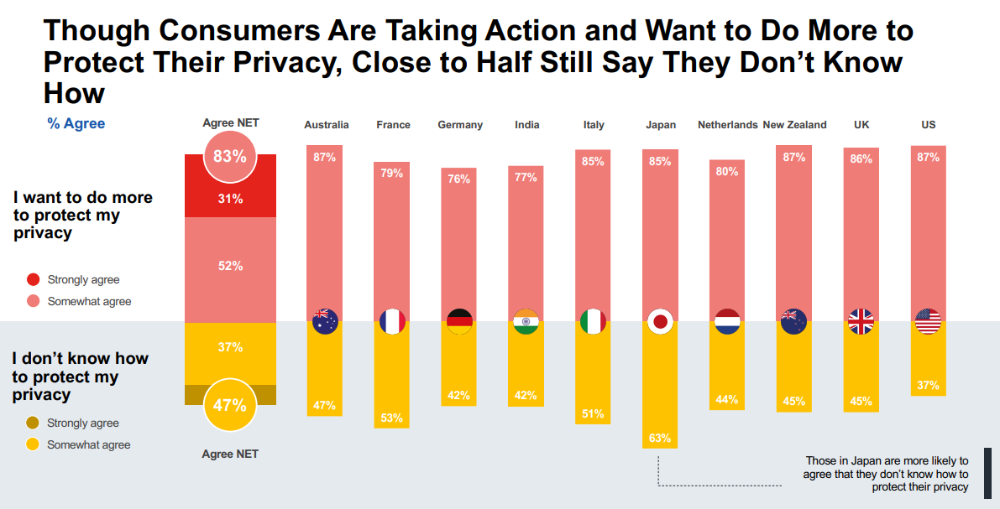 Though Consumers Are Taking Action and Want to Do More to
Protect Their Privacy, Close to Half Still Say They Don’t Know
How
% Agree
Agree NET
Australia
France
Germany
India
Italy
Japan
Netherlands
New Zealand
UK
US
83%
87%
79%
76%
77%
85%
85%
80%
87%
86%
87%
I want to do more
to protect my
privacy
31%
52%
Strongly agree
Somewhat agree
I don’t know how
to protect my
privacy
37%
47%
47%
53%
42%
42%
51%
63%
44%
45%
45%
37%
Strongly agree
Somewhat agree
Agree NET
Those in Japan are more likely to
agree that they don’t know how to
protect their privacy